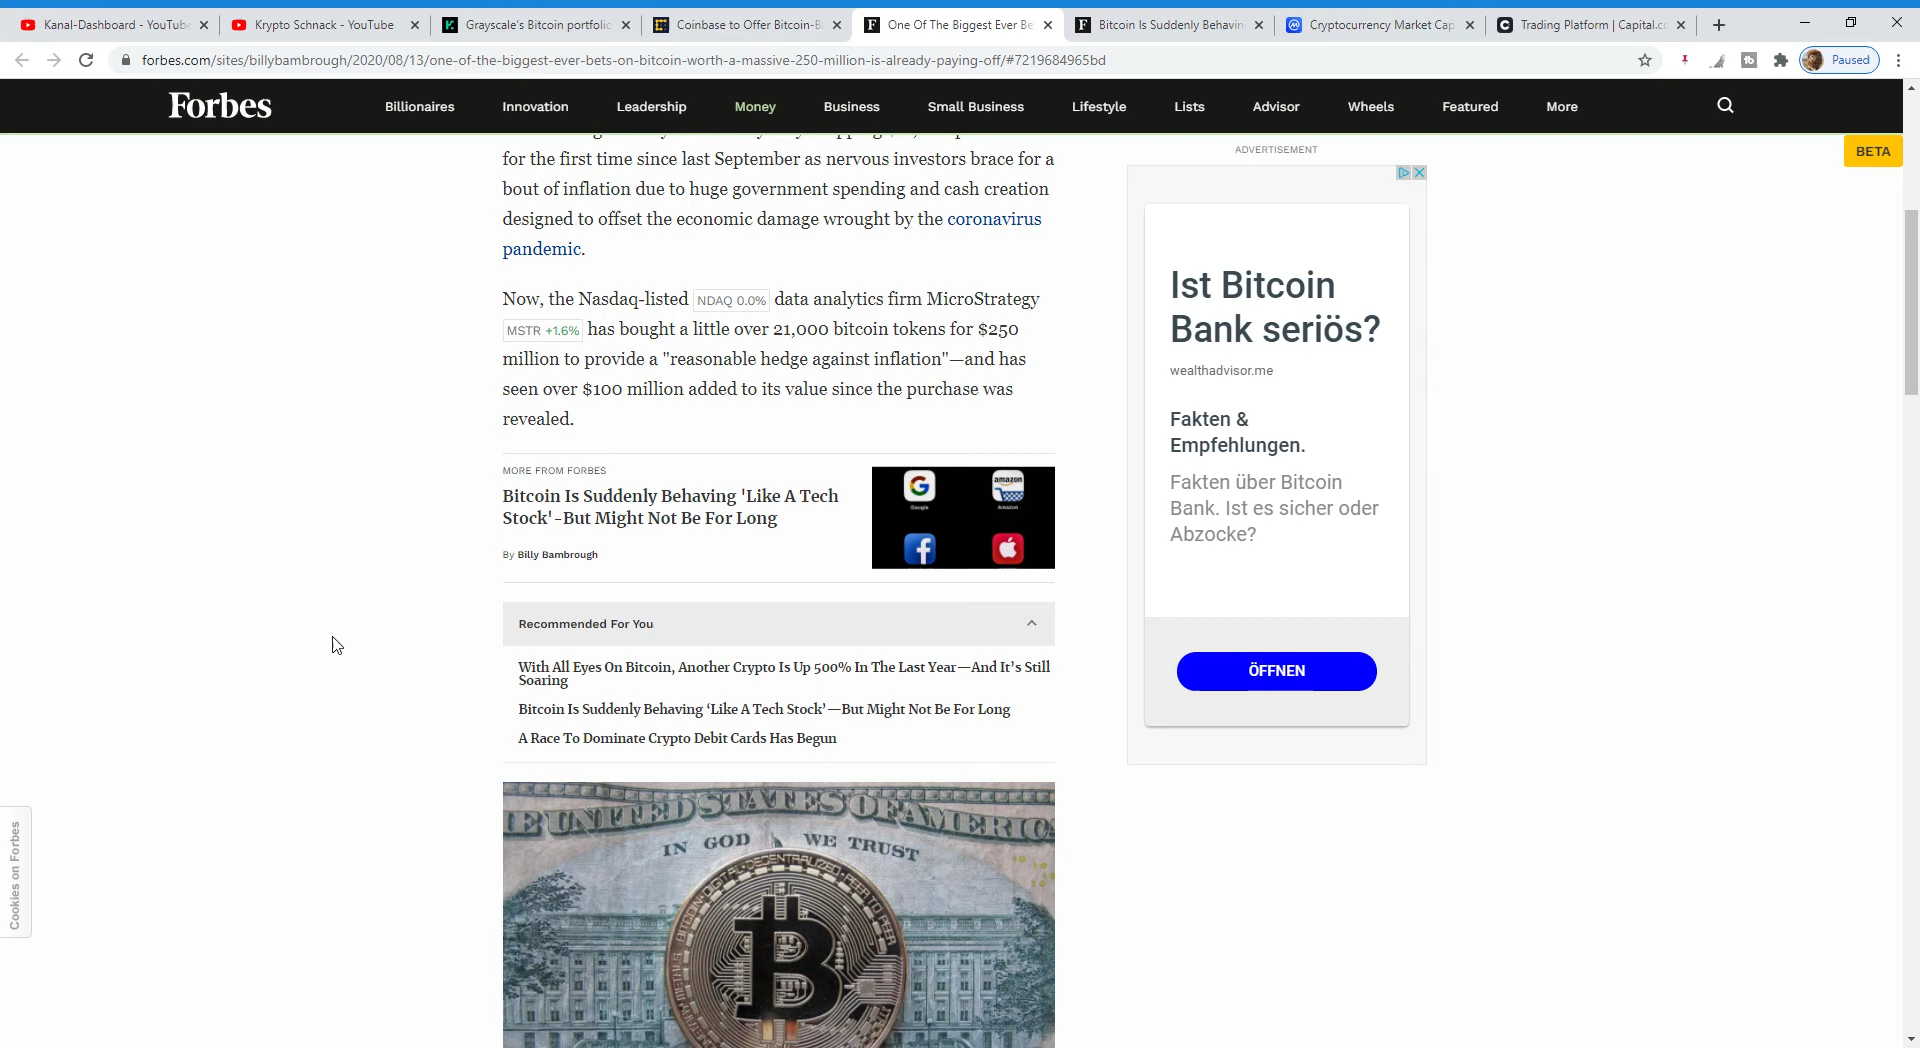 Kanal-Dashboard - YouTube
Krypto Schnack - YouTube
Grayscale's Bitcoin portfolio
Coinbase to Offer Bitcoin-B
One Of The Biggest Ever Be
Bitcoin Is Suddenly Behavin
Cryptocurrency Market Cap
Trading Platform | Capital.co
forbes.com/sites/billybambrough/2020/08/13/one-of-the-biggest-ever-bets-on-bitcoin-worth-a-massive-250-million-is-already-paying-off/#7219684965bd
Paused
Forbes
Billionaires
Innovation
Leadership
Money
Business
Small Business
Lifestyle
Lists
Advisor
Wheels
Featured
More
BETA
for the first time since last September as nervous investors brace for a
bout of inflation due to huge government spending and cash creation
designed to offset the economic damage wrought by the coronavirus
pandemic.
Now, the Nasdaq-listed NDAQ 0.0% data analytics firm MicroStrategy
MSTR +1.6% has bought a little over 21,000 bitcoin tokens for $250
million to provide a "reasonable hedge against inflation"—and has
seen over $100 million added to its value since the purchase was
revealed.
MORE FROM FORBES
Bitcoin Is Suddenly Behaving 'Like A Tech
Stock'-But Might Not Be For Long
By Billy Bambrough
Google
amazon
Amazon
Recommended For You
With All Eyes On Bitcoin, Another Crypto Is Up 500% In The Last Year—And It's Still
Soaring
Bitcoin Is Suddenly Behaving ‘Like A Tech Stock’—But Might Not Be For Long
A Race To Dominate Crypto Debit Cards Has Begun
E UNITED STATES OF AMERIC
IN GOD WE TRUST
DECENTRALIZED
ADVERTISEMENT
Ist Bitcoin
Bank seriös?
wealthadvisor.me
Fakten &
Empfehlungen.
Fakten über Bitcoin
Bank. Ist es sicher oder
Abzocke?
ÖFFNEN
Cookies on Forbes